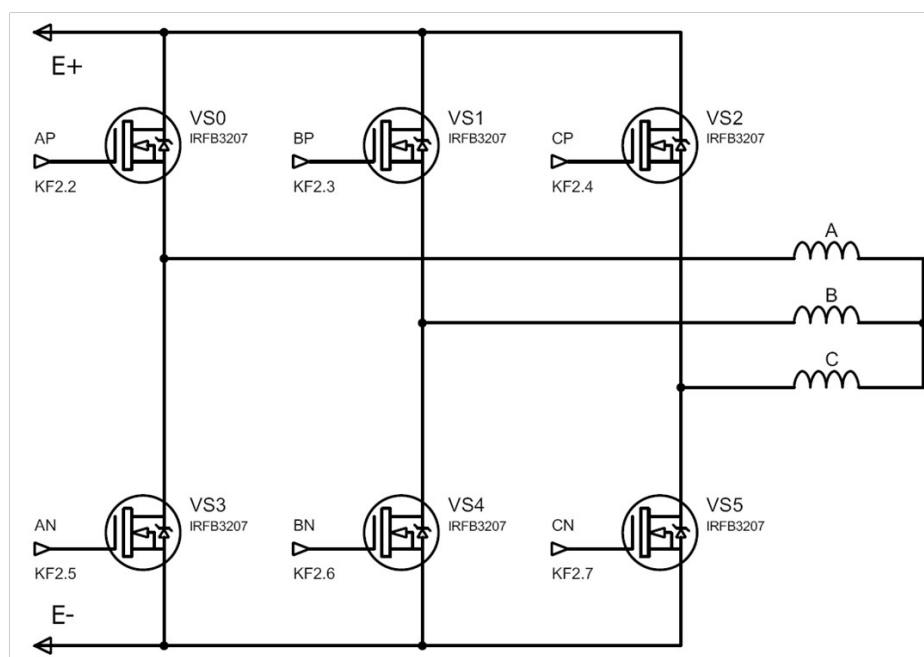 E+
AP
KF2.2
VS0
IRFB3207
BP
KF2.3
VS1
IRFB3207
CP
KF2.4
VS2
IRFB3207
A
B
C
AN
KF2.5
VS3
IRFB3207
BN
KF2.6
VS4
IRFB3207
CN
KF2.7
VS5
IRFB3207
E-